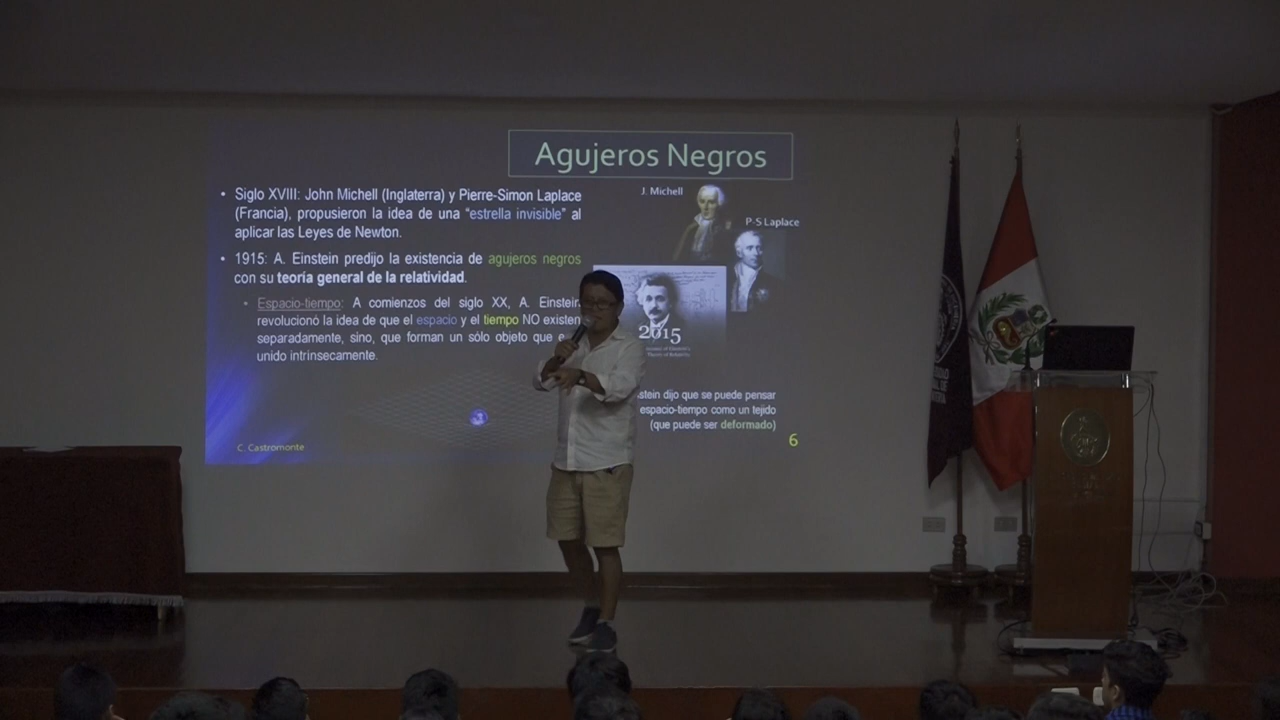 Agujeros Negros
• Siglo XVIII: John Michell (Inglaterra) y Pierre-Simon Laplace
(Francia), propusieron la idea de una “estrella invisible” al
aplicar las Leyes de Newton.
• 1915: A. Einstein predijo la existencia de agujeros negros
con su teoría general de la relatividad.
• Espacio-tiempo: A comienzos del siglo XX, A. Einstein
revolucionó la idea de que el espacio y el tiempo NO existen
separadamente, sino, que forman un sólo objeto que
unido intrinsecamente.
J. Michell
P-S Laplace
2015
dijo que se puede pensar
espacio-tiempo como un tejido
(que puede ser deformado)
C. Castromonte
6